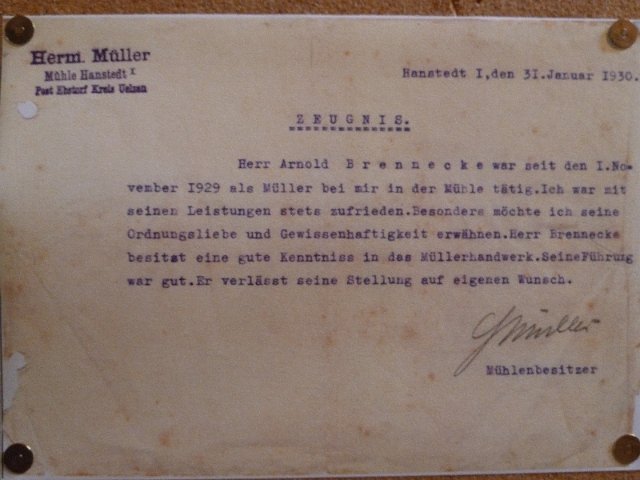 Herm. Müller
Mühle Hanstedt I
Post Ebstorf Kreis Uelzen
Hanstedt I, den 31.Januar 1930.
ZEUGNIS.
Herr Arnold Brennecke war seit den I.No-
vember 1929 als Müller bei mir in der Mühle tätig.Ich war mit
seinen Leistungen stets zufrieden.Besonders möchte ich seine
Ordnungsliebe und Gewissenhaftigkeit erwähnen.Herr Brennecke
besitzt eine gute Kenntniss in das Müllerhandwerk.SeineFührung
war gut.Er verlässt seine Stellung auf eigenen Wunsch.
HMüller
Mühlenbesitzer